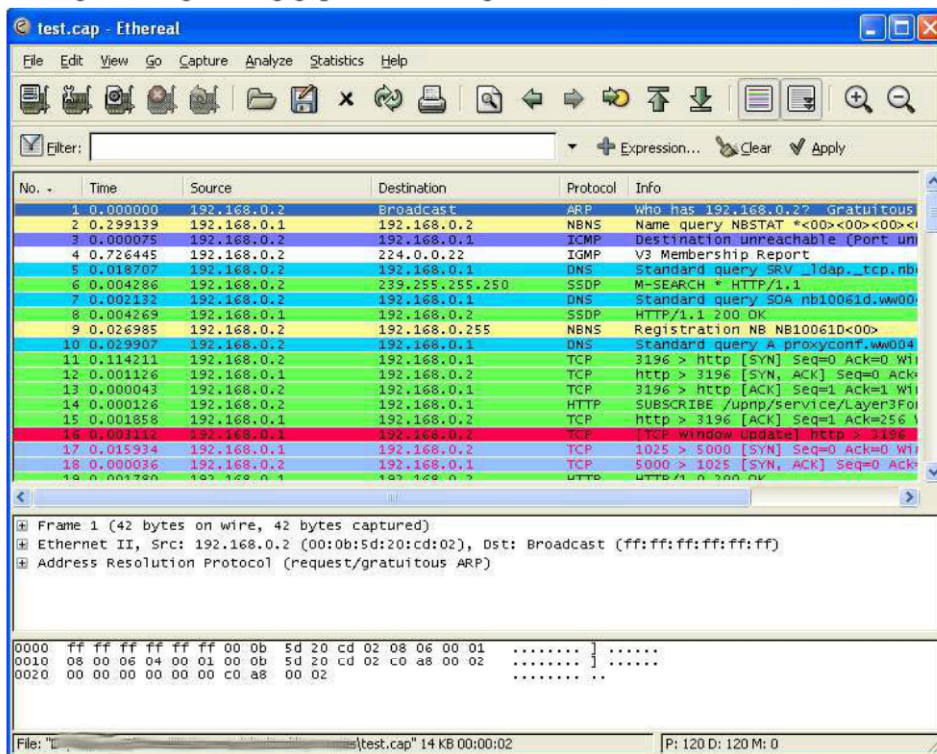 test.cap - Ethereal
File Edit View Go Capture Analyze Statistics Help
Filter: Expression... Clear Apply
No. Time Source Destination Protocol Info
1 0.000000 192.168.0.2 Broadcast ARP Who has 192.168.0.2? Gratuitous
2 0.299139 192.168.0.1 192.168.0.2 NBNS Name query NBSTAT *<00><00><00><
3 0.000075 192.168.0.2 192.168.0.1 ICMP Destination unreachable (Port un
4 0.726445 192.168.0.2 224.0.0.22 IGMP V3 Membership Report
5 0.018707 192.168.0.2 192.168.0.1 DNS Standard query SRV _ldap._tcp.nb
6 0.004286 192.168.0.2 239.255.255.250 SSDP M-SEARCH * HTTP/1.1
7 0.002132 192.168.0.2 192.168.0.1 DNS Standard query SOA nb10061d.ww00
8 0.004269 192.168.0.1 192.168.0.2 SSDP HTTP/1.1 200 OK
9 0.026985 192.168.0.2 192.168.0.255 NBNS Registration NB NB10061D<00>
10 0.029907 192.168.0.2 192.168.0.1 DNS Standard query A proxyconf.ww004
11 0.114211 192.168.0.2 192.168.0.1 TCP 3196 > http [SYN] Seq=0 Ack=0 Wi
12 0.001126 192.168.0.1 192.168.0.2 TCP http > 3196 [SYN, ACK] Seq=0 Ack=
13 0.000043 192.168.0.2 192.168.0.1 TCP 3196 > http [ACK] Seq=1 Ack=1 Wi
14 0.000126 192.168.0.2 192.168.0.1 HTTP SUBSCRIBE /upnp/service/Layer3Fo
15 0.001858 192.168.0.1 192.168.0.2 TCP http > 3196 [ACK] Seq=1 Ack=256
16 0.003112 192.168.0.1 192.168.0.2 TCP [TCP Window Update] http > 3196
17 0.015934 192.168.0.1 192.168.0.2 TCP 1025 > 5000 [SYN] Seq=0 Ack=0 Wi
18 0.000036 192.168.0.2 192.168.0.1 TCP 5000 > 1025 [SYN, ACK] Seq=0 Ack=
19 0.001780 192.168.0.1 192.168.0.2 HTTP HTTP/1.0 200 OK
Frame 1 (42 bytes on wire, 42 bytes captured)
Ethernet II, Src: 192.168.0.2 (00:0b:5d:20:cd:02), Dst: Broadcast (ff:ff:ff:ff:ff:ff)
Address Resolution Protocol (request/gratuitous ARP)
0000 ff ff ff ff ff ff 00 0b 5d 20 cd 02 08 06 00 01 ........ ] ......
0010 08 00 06 04 00 01 00 0b 5d 20 cd 02 c0 a8 00 02 ........ ] ......
0020 00 00 00 00 00 00 c0 a8 00 02 ........ ..
File: "\test.cap" 14 KB 00:00:02 P: 120 D: 120 M: 0